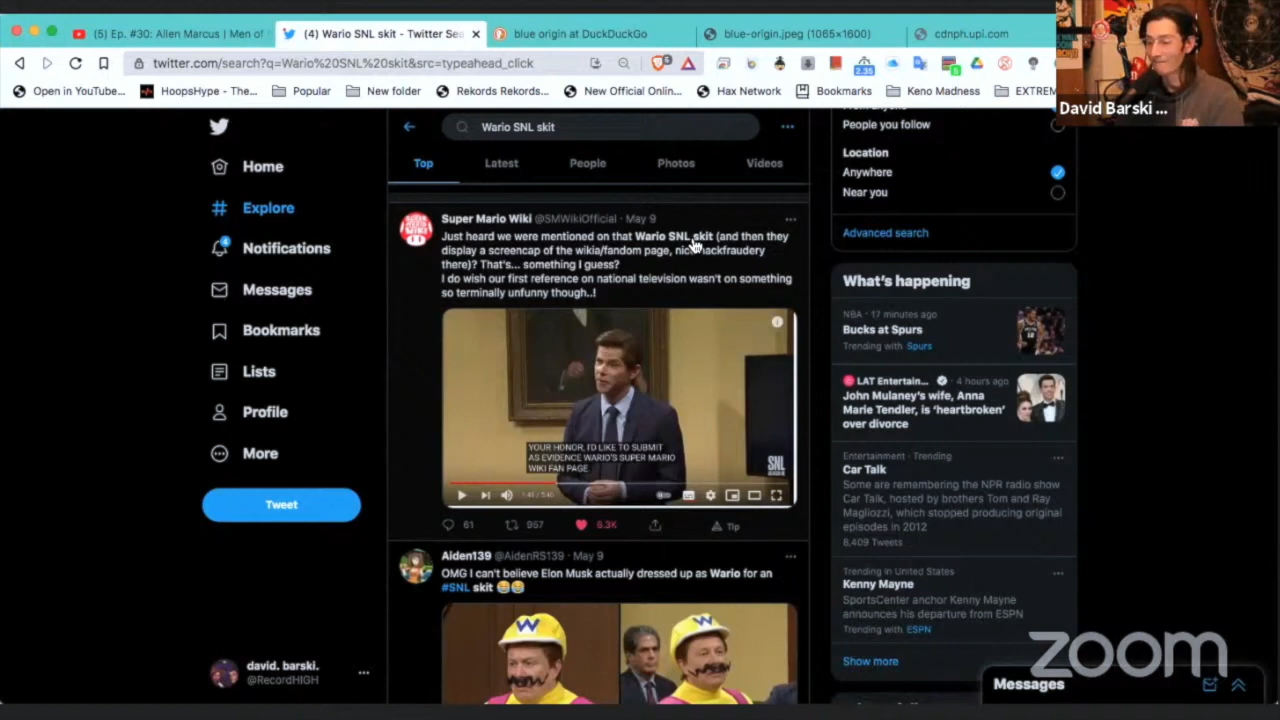 (5) Ep. #30: Allen Marcus | Men of
(4) Wario SNL skit - Twitter Sea
blue origin at DuckDuckGo
blue-origin.jpeg (1065×1600)
cdnph.upi.com
twitter.com/search?q=Wario%20SNL%20skit&src=typeahead_click
5
2.35
5
Open in YouTube...
HoopsHype - The...
Popular
New folder
Rekords Rekords...
New Official Onlin...
Hax Network
Bookmarks
Keno Madness
EXTREM
David Barski ...
Home
Explore
4
Notifications
Messages
Bookmarks
Lists
Profile
More
Tweet
david. barski.
@RecordHIGH
Wario SNL skit
Top
Latest
People
Photos
Videos
Super Mario Wiki @SMWikiOfficial · May 9
Just heard we were mentioned on that Wario SNL skit (and then they
display a screencap of the wikia/fandom page, hackfraudery
there)? That's... something I guess?
I do wish our first reference on national television wasn't on something
so terminally unfunny though..!
YOUR HONOR, I'D LIKE TO SUBMIT
AS EVIDENCE WARIO'S SUPER MARIO
WIKI FAN PAGE.
SNL
61
957
6.3K
Tip
Aiden139 @AidenRS139 · May 9
OMG I can't believe Elon Musk actually dressed up as Wario for an
#SNL skit 😂😂
W
W
People you follow
Location
Anywhere
Near you
Advanced search
What's happening
NBA · 17 minutes ago
Bucks at Spurs
Trending with Spurs
LAT Entertain... · 4 hours ago
John Mulaney's wife, Anna
Marie Tendler, is 'heartbroken'
over divorce
Entertainment · Trending
Car Talk
Some are remembering the NPR radio show
Car Talk, hosted by brothers Tom and Ray
Magliozzi, which stopped producing original
episodes in 2012
8,409 Tweets
Trending in United States
Kenny Mayne
SportsCenter anchor Kenny Mayne
announces his departure from ESPN
Trending with ESPN
Show more
zoom
Messages